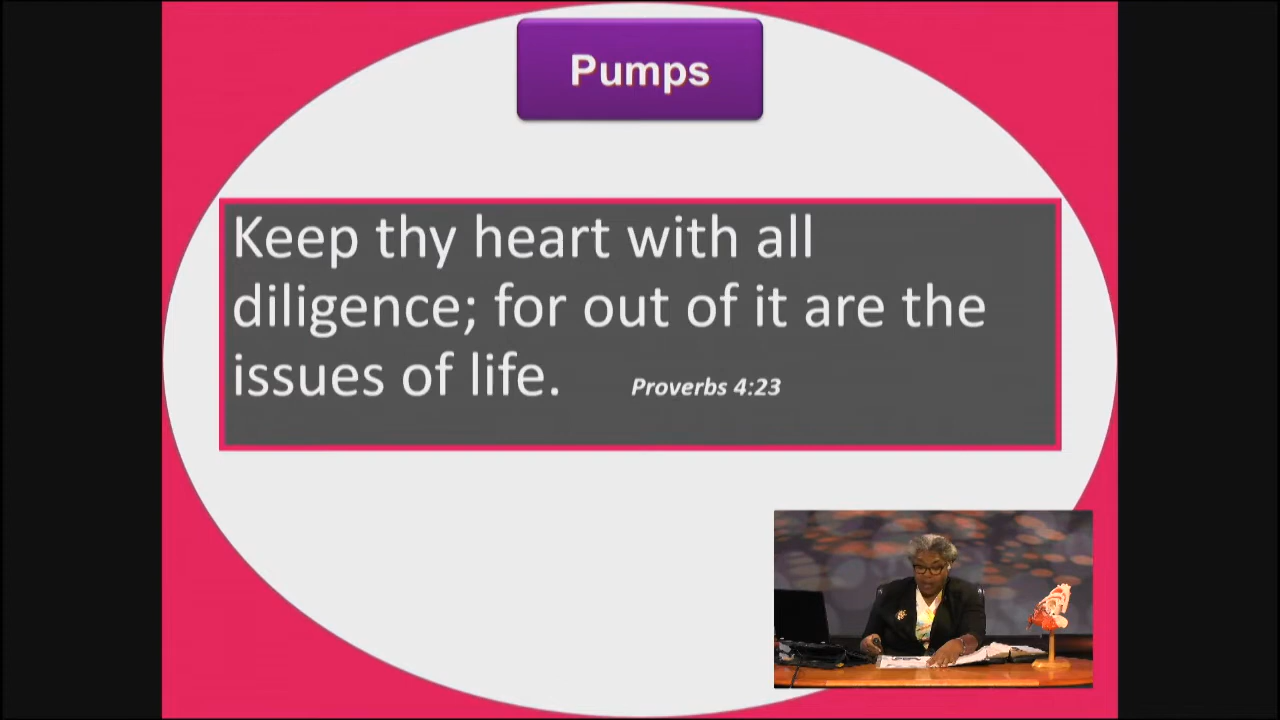 Pumps
Keep thy heart with all
diligence; for out of it are the
issues of life. Proverbs 4:23